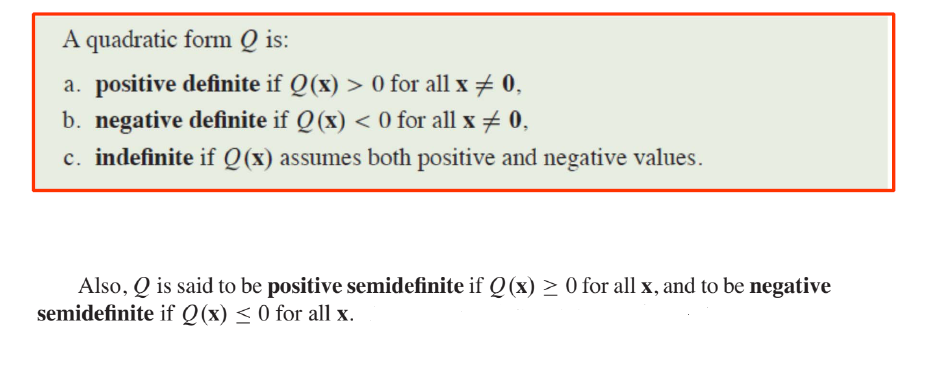 A quadratic form Q is:
a. positive definite if Q(x) > 0 for all x ≠ 0,
b. negative definite if Q(x) < 0 for all x ≠ 0,
c. indefinite if Q(x) assumes both positive and negative values.
Also, Q is said to be positive semidefinite if Q(x) ≥ 0 for all x, and to be negative
semidefinite if Q(x) ≤ 0 for all x.